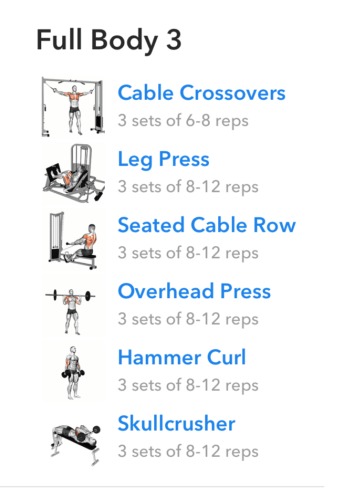 Full Body 3
Cable Crossovers
3 sets of 6-8 reps
Leg Press
3 sets of 8-12 reps
Seated Cable Row
3 sets of 8-12 reps
Overhead Press
3 sets of 8-12 reps
Hammer Curl
3 sets of 8-12 reps
Skullcrusher
3 sets of 8-12 reps